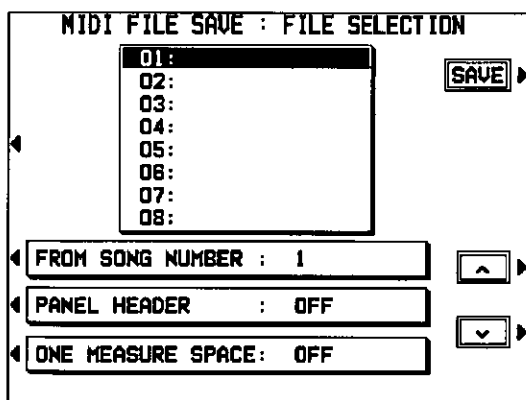 MIDI FILE SAVE : FILE SELECTION
01:
SAVE
02:
03:
04:
05:
06:
07:
08:
FROM SONG NUMBER : 1
PANEL HEADER : OFF
ONE MEASURE SPACE: OFF